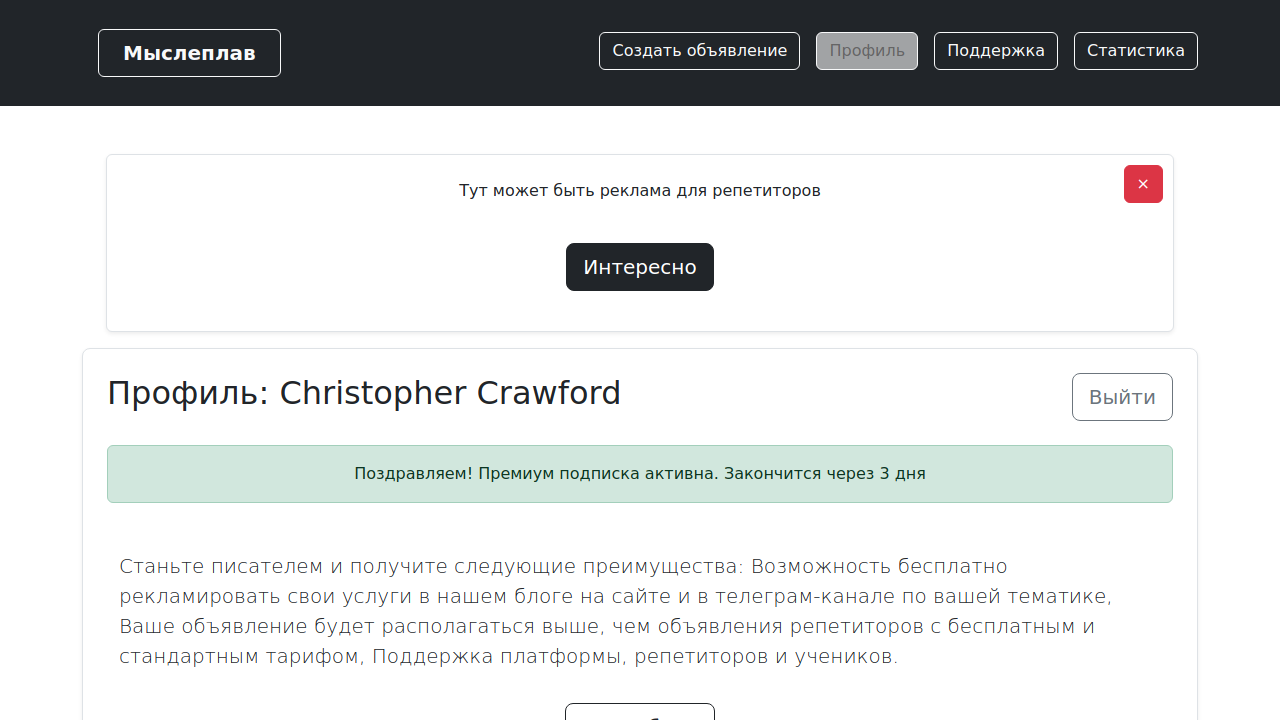 Мыслеплав
Создать объявление
Профиль
Поддержка
Статистика
Тут может быть реклама для репетиторов
×
Интересно
Профиль: Christopher Crawford
Выйти
Поздравляем! Премиум подписка активна. Закончится через 3 дня
Станьте писателем и получите следующие преимущества: Возможность бесплатно
рекламировать свои услуги в нашем блоге на сайте и в телеграм-канале по вашей тематике,
Ваше объявление будет располагаться выше, чем объявления репетиторов с бесплатным и
стандартным тарифом, Поддержка платформы, репетиторов и учеников.